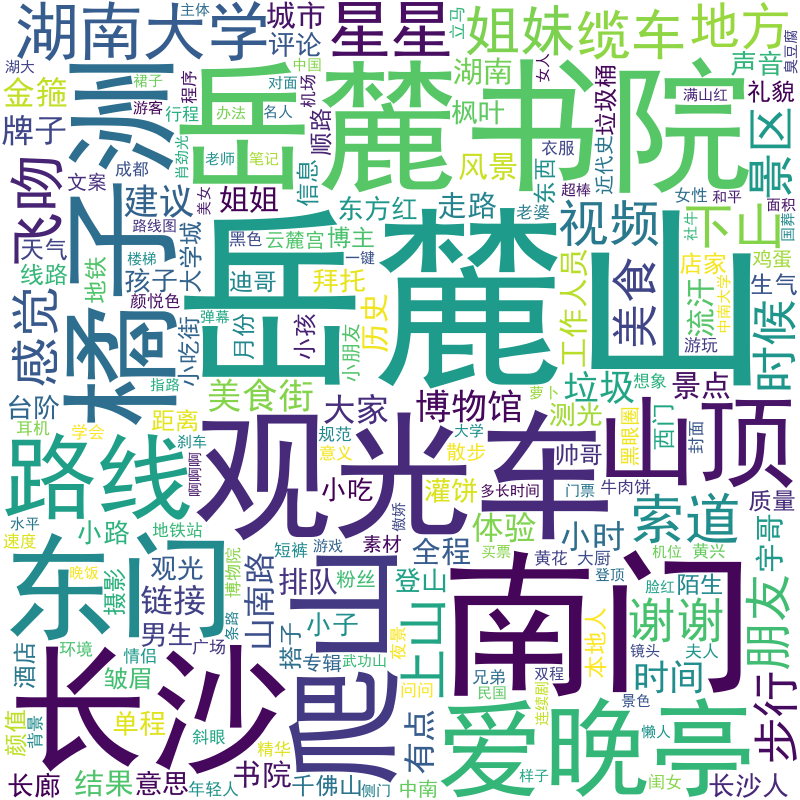 湖南大学
主体
城市
评论
星星
立马
姐妹
缆车
地方
湖大
裙子
程序
中国
对面
机场
湖南
女人
声音
臭豆腐
金箍
游客
行程
办法
名人
顺路
枫叶
垃圾桶
满山红
礼貌
牌子
洲
岳麓书院
景区
肖劲光
成都
老师
笔记
信息
风景
衣服
东西
近代史
飞吻
文案
建议
美女
姐姐
超棒
女性
和平
面积
橘子
路线图
东方红
走路
老婆
视频
下山
社牛
国葬
天气
线路
地铁
楼梯
大学城
黑色
云麓宫
博主
一键
店家
鸡蛋
生气
感觉
孩子
迪哥
拜托
岳麓山
工作人员
美食
流汗
中南大学
时候
颜悦色
小吃街
月份
弹幕
小孩
小朋友
历史
游玩
台阶
指路
美食街
大家
博物馆
萝卜
想象
垃圾
景点
耳机
距离
学会
刹车
啊啊啊
观光车
规范
意义
散步
大学
测光
帅哥
西门
黑眼圈
封面
山顶
路线
小吃
灌饼
多长时间
门票
牛肉饼
质量
水平
速度
小路
地铁站
短裤
游戏
素材
傲娇
体验
小时
索道
宇哥
东门
晚饭
摄影
观光
博物院
山南路
排队
粉丝
全程
登山
买票
黄花
大厨
登顶
机位
黄兴
链接
男生
条路
广场
搭子
小子
爬山
上山
南门
脸红
陌生
谢谢
朋友
酒店
环境
情侣
皱眉
专辑
武功山
夜景
本地人
兄弟
双程
镜头
夫人
时间
步行
长沙
颜值
背景
单程
斜眼
精华
问问
民国
有点
连续剧
景色
懒人
爱晚亭
长廊
结果
意思
年轻人
书院
千佛山
侧门
中南
样子
闺女
长沙人